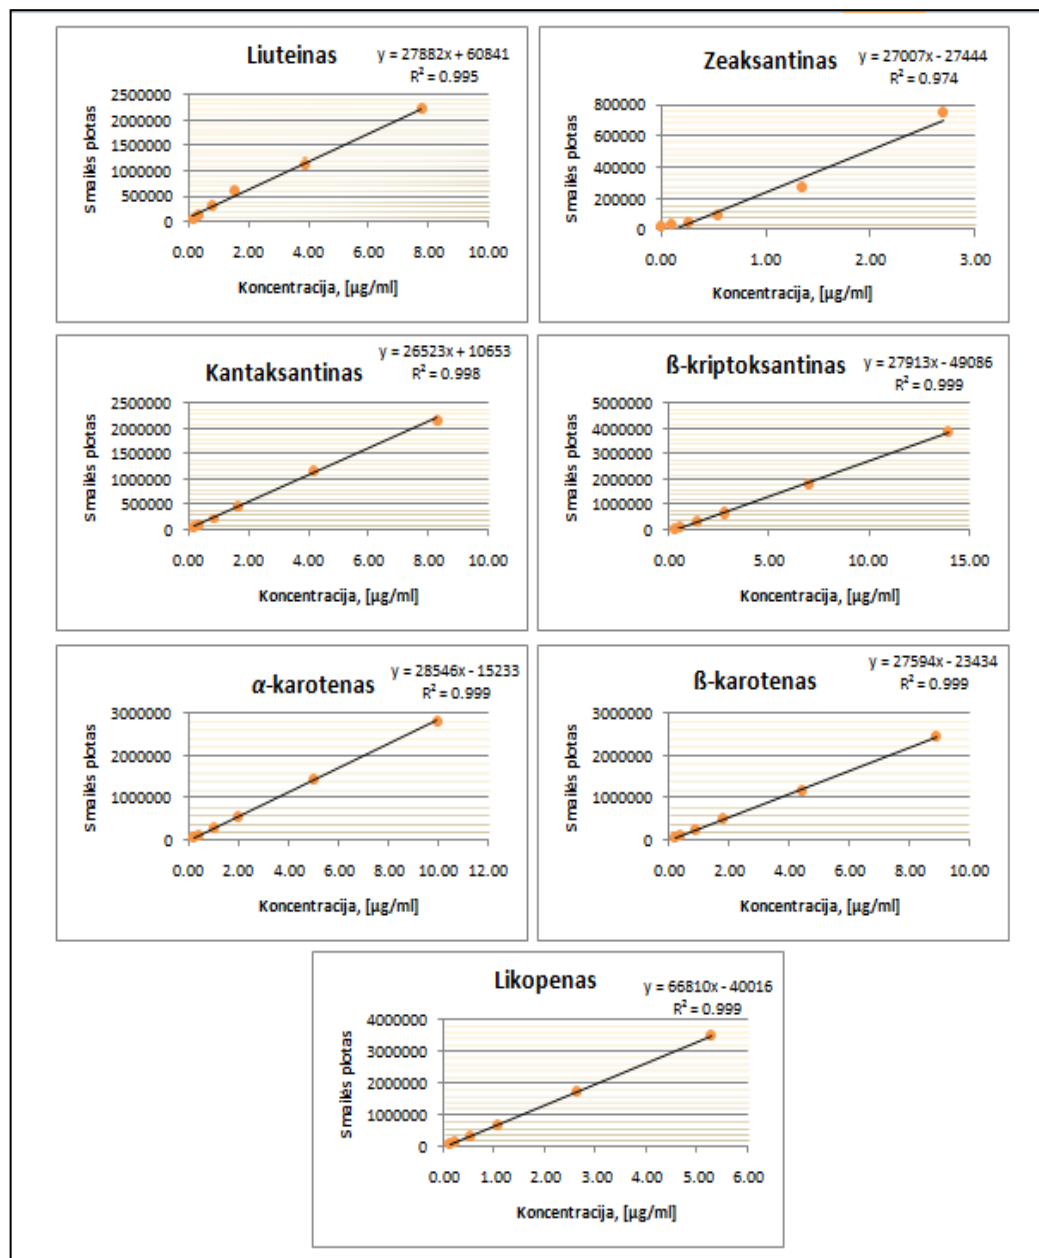 Liuteinas
y = 27882x + 60841
R² = 0.995
Smailės plotas
2500000
2000000
1500000
1000000
500000
0
0.00 2.00 4.00 6.00 8.00 10.00
Koncentracija, [µg/ml]
Zeaksantinas
y = 27007x - 27444
R² = 0.974
Smailės plotas
800000
600000
400000
200000
0
0.00 1.00 2.00 3.00
Koncentracija, [µg/ml]
Kantaksantinas
y = 26523x + 10653
R² = 0.998
Smailės plotas
2500000
2000000
1500000
1000000
500000
0
0.00 2.00 4.00 6.00 8.00 10.00
Koncentracija, [µg/ml]
ß-kriptoksantinas
y = 27913x - 49086
R² = 0.999
Smailės plotas
5000000
4000000
3000000
2000000
1000000
0
0.00 5.00 10.00 15.00
Koncentracija, [µg/ml]
α-karotenas
y = 28546x - 15233
R² = 0.999
Smailės plotas
3000000
2000000
1000000
0
0.00 2.00 4.00 6.00 8.00 10.00 12.00
Koncentracija, [µg/ml]
ß-karotenas
y = 27594x - 23434
R² = 0.999
Smailės plotas
3000000
2000000
1000000
0
0.00 2.00 4.00 6.00 8.00 10.00
Koncentracija, [µg/ml]
Likopenas
y = 66810x - 40016
R² = 0.999
Smailės plotas
4000000
3000000
2000000
1000000
0
0.00 1.00 2.00 3.00 4.00 5.00 6.00
Koncentracija, [µg/ml]